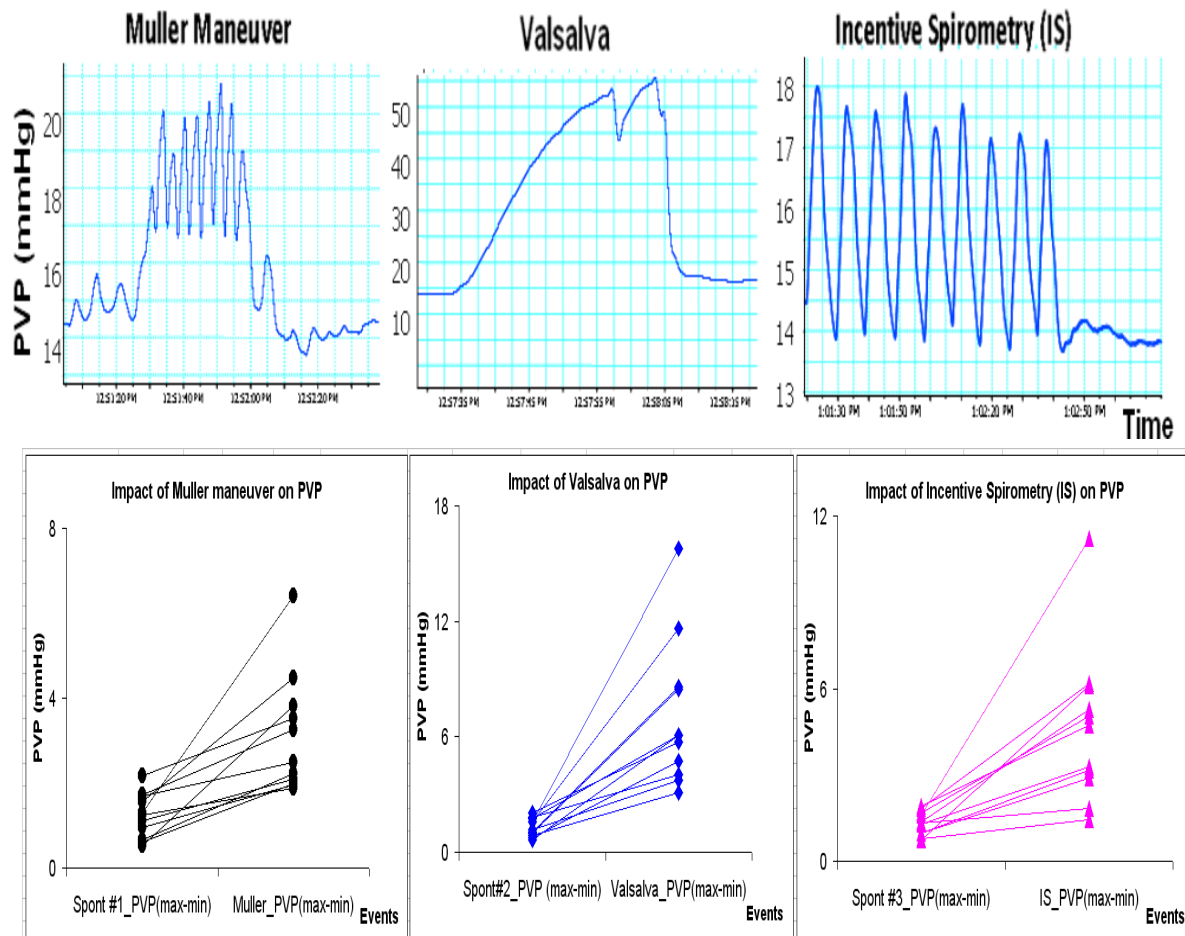 Muller Maneuver
Valsalva
Incentive Spirometry (IS)
PVP (mmHg)
20
18
16
14
12:51:20 PM 12:51:40 PM 12:52:00 PM 12:52:20 PM
50
40
30
20
10
12:57:35 PM 12:57:45 PM 12:57:55 PM 12:58:05 PM 12:58:15 PM
18
17
16
15
14
13
1:01:30 PM 1:01:50 PM 1:02:20 PM 1:02:50 PM
Time
Impact of Muller maneuver on PVP
PVP (mmHg)
8
4
0
Spont #1_PVP(max-min) Muller_PVP(max-min)
Events
Impact of Valsalva on PVP
PVP (mmHg)
18
12
6
0
Spont#2_PVP (max-min) Valsalva_PVP(max-min)
Events
Impact of Incentive Spirometry (IS) on PVP
PVP (mmHg)
12
6
0
Spont #3_PVP(max-min) IS_PVP(max-min)
Events